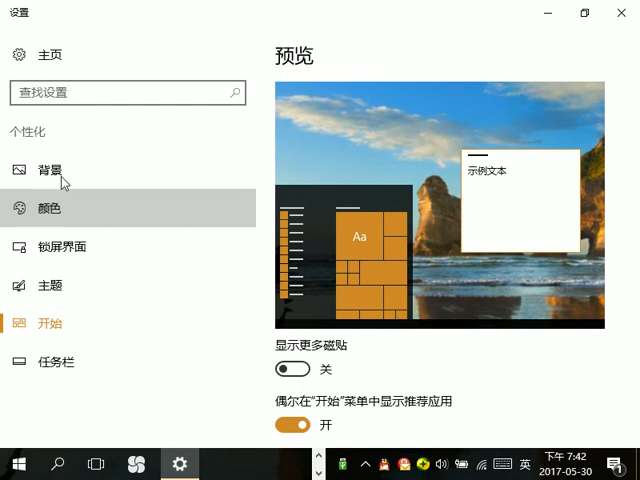 设置
主页
查找设置
个性化
背景
颜色
锁屏界面
主题
开始
任务栏
预览
示例文本
Aa
显示更多磁贴
关
偶尔在“开始”菜单中显示推荐应用
开
英
下午 7:42
2017-05-30
1